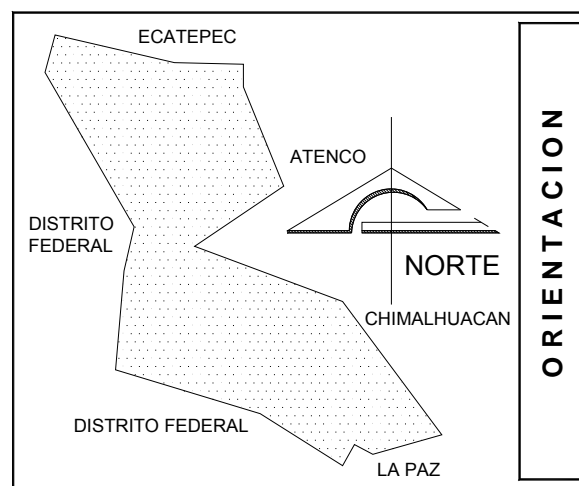 ECATEPEC
ATENCO
DISTRITO
FEDERAL
NORTE
CHIMALHUACAN
DISTRITO FEDERAL
LA PAZ
ORIENTACION